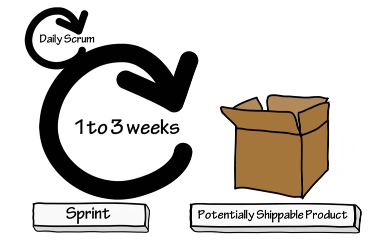 Daily Scrum
1 to 3 weeks
Sprint
Potentially Shippable Product